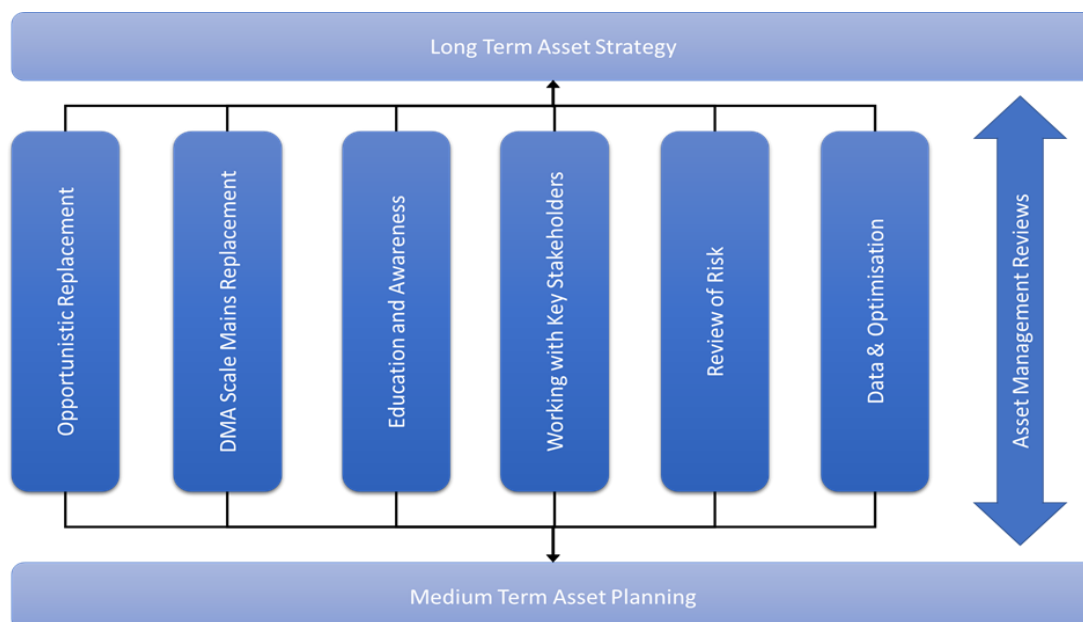 Long Term Asset Strategy
Opportunistic Replacement
DMA Scale Mains Replacement
Education and Awareness
Working with Key Stakeholders
Review of Risk
Data & Optimisation
Asset Management Reviews
Medium Term Asset Planning